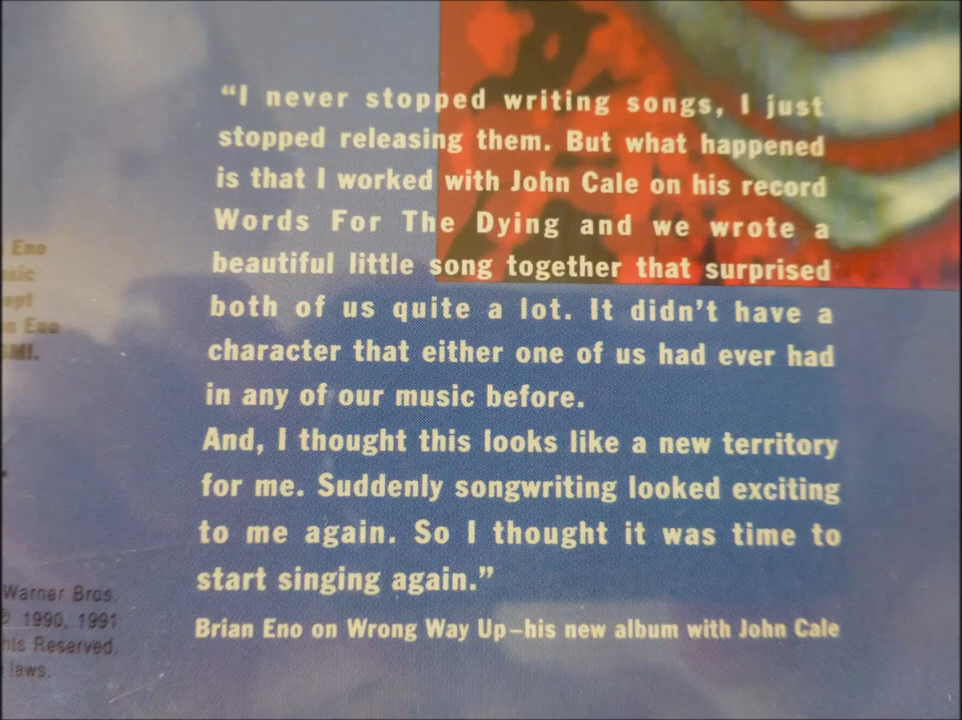 “I never stopped writing songs, I just
stopped releasing them. But what happened
is that I worked with John Cale on his record
Words For The Dying and we wrote a
beautiful little song together that surprised
both of us quite a lot. It didn’t have a
character that either one of us had ever had
in any of our music before.
And, I thought this looks like a new territory
for me. Suddenly songwriting looked exciting
to me again. So I thought it was time to
start singing again.”
Brian Eno on Wrong Way Up–his new album with John Cale
Eno
Eno
Warner Bros.
1990, 1991
Reserved.
laws.